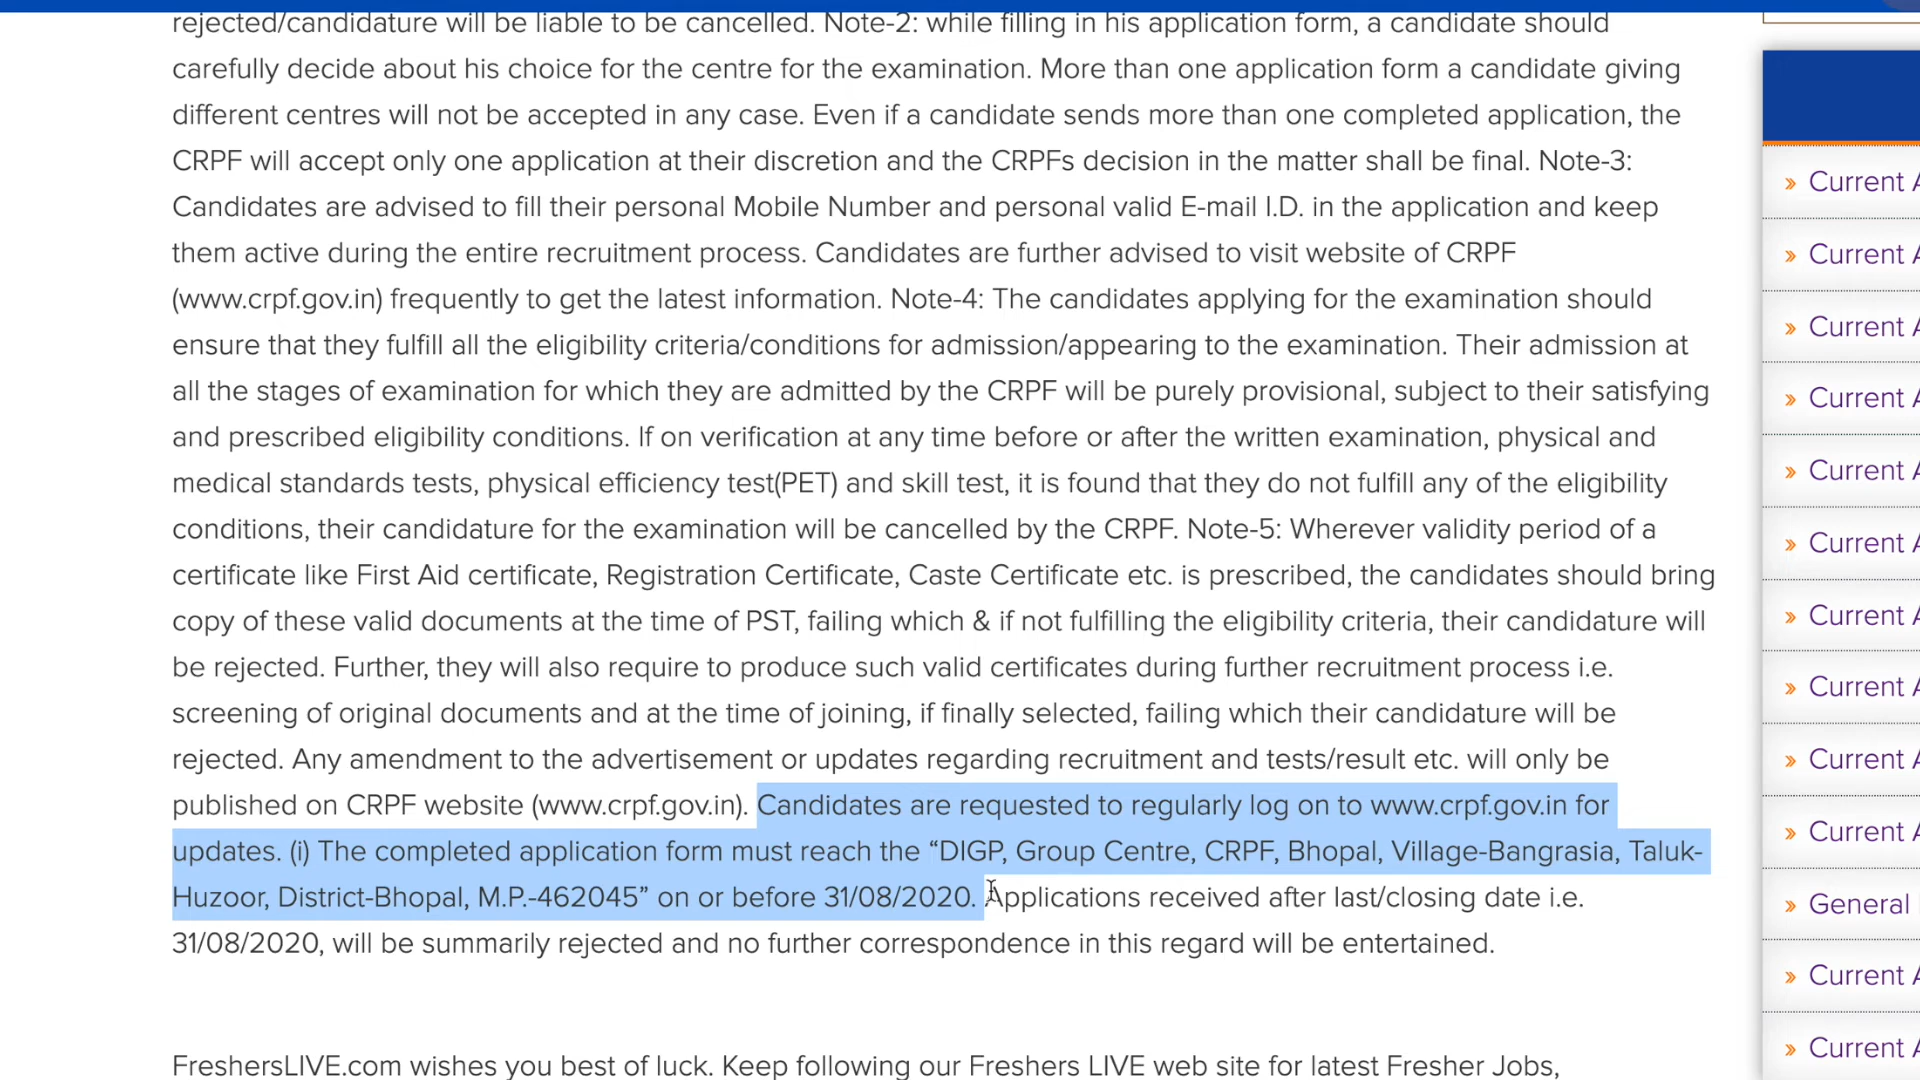 rejected/candidature will be liable to be cancelled. Note-2: while filling in his application form, a candidate should
carefully decide about his choice for the centre for the examination. More than one application form a candidate giving
different centres will not be accepted in any case. Even if a candidate sends more than one completed application, the
CRPF will accept only one application at their discretion and the CRPFs decision in the matter shall be final. Note-3:
Candidates are advised to fill their personal Mobile Number and personal valid E-mail I.D. in the application and keep
them active during the entire recruitment process. Candidates are further advised to visit website of CRPF
(www.crpf.gov.in) frequently to get the latest information. Note-4: The candidates applying for the examination should
ensure that they fulfill all the eligibility criteria/conditions for admission/appearing to the examination. Their admission at
all the stages of examination for which they are admitted by the CRPF will be purely provisional, subject to their satisfying
and prescribed eligibility conditions. If on verification at any time before or after the written examination, physical and
medical standards tests, physical efficiency test(PET) and skill test, it is found that they do not fulfill any of the eligibility
conditions, their candidature for the examination will be cancelled by the CRPF. Note-5: Wherever validity period of a
certificate like First Aid certificate, Registration Certificate, Caste Certificate etc. is prescribed, the candidates should bring
copy of these valid documents at the time of PST, failing which & if not fulfilling the eligibility criteria, their candidature will
be rejected. Further, they will also require to produce such valid certificates during further recruitment process i.e.
screening of original documents and at the time of joining, if finally selected, failing which their candidature will be
rejected. Any amendment to the advertisement or updates regarding recruitment and tests/result etc. will only be
published on CRPF website (www.crpf.gov.in). Candidates are requested to regularly log on to www.crpf.gov.in for
updates. (i) The completed application form must reach the “DIGP, Group Centre, CRPF, Bhopal, Village-Bangrasia, Taluk-
Huzoor, District-Bhopal, M.P.-462045” on or before 31/08/2020. Applications received after last/closing date i.e.
31/08/2020, will be summarily rejected and no further correspondence in this regard will be entertained.
FreshersLIVE.com wishes you best of luck. Keep following our Freshers LIVE web site for latest Fresher Jobs,
» Current A
» Current A
» Current A
» Current A
» Current A
» Current A
» Current A
» Current A
» Current A
» Current A
» General
» Current A
» Current A